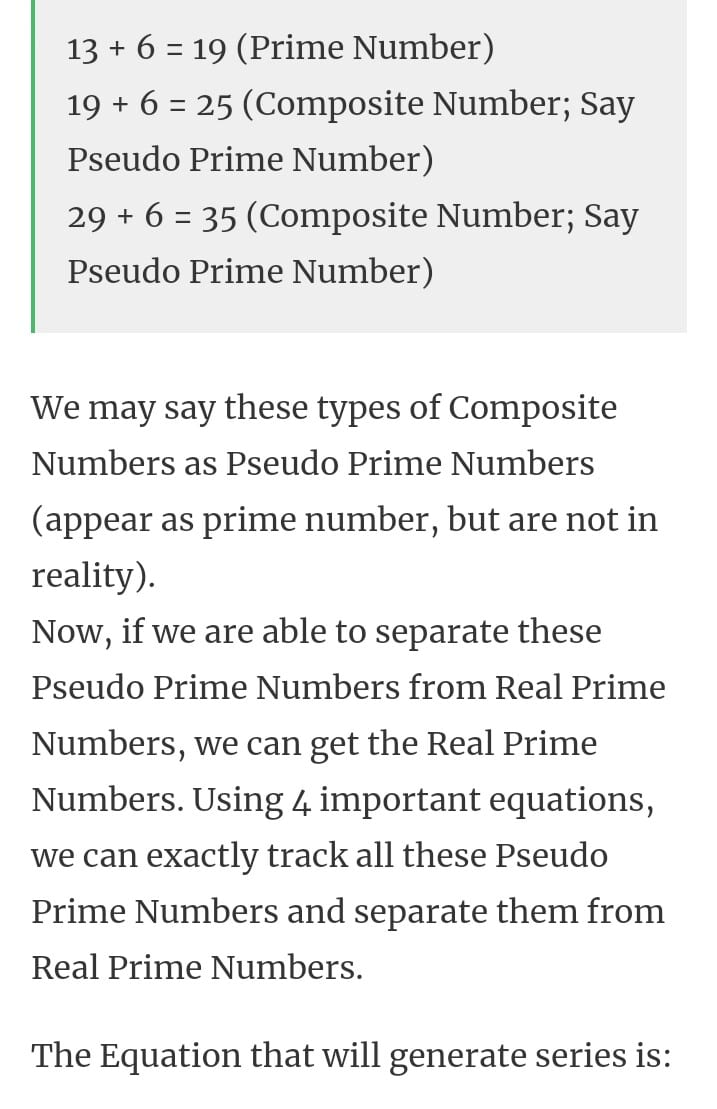 13 + 6 = 19 (Prime Number)
19 + 6 = 25 (Composite Number; Say
Pseudo Prime Number)
29 + 6 = 35 (Composite Number; Say
Pseudo Prime Number)
We may say these types of Composite
Numbers as Pseudo Prime Numbers
(appear as prime number, but are not in
reality).
Now, if we are able to separate these
Pseudo Prime Numbers from Real Prime
Numbers, we can get the Real Prime
Numbers. Using 4 important equations,
we can exactly track all these Pseudo
Prime Numbers and separate them from
Real Prime Numbers.
The Equation that will generate series is: